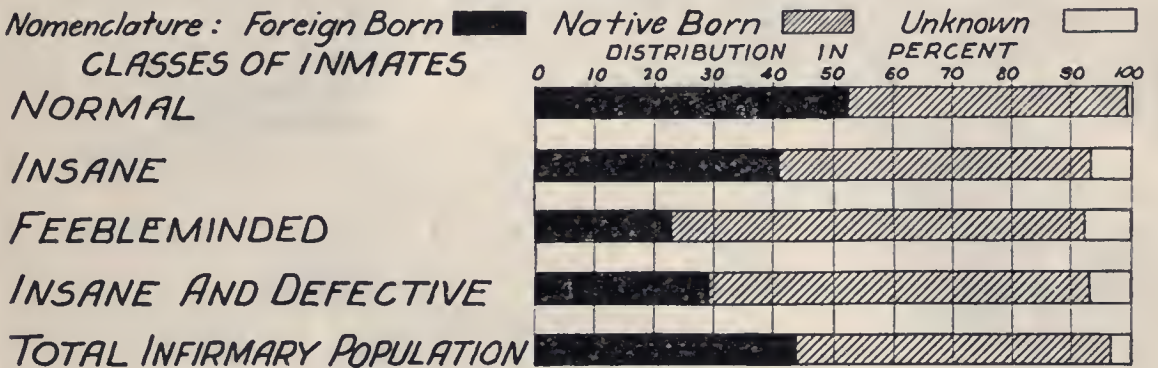 Nomenclature: Foreign Born Native Born Unknown
CLASSES OF INMATES
DISTRIBUTION IN PERCENT
0 10 20 30 40 50 60 70 80 90 100
NORMAL
INSANE
FEEBLEMINDED
INSANE AND DEFECTIVE
TOTAL INFIRMARY POPULATION